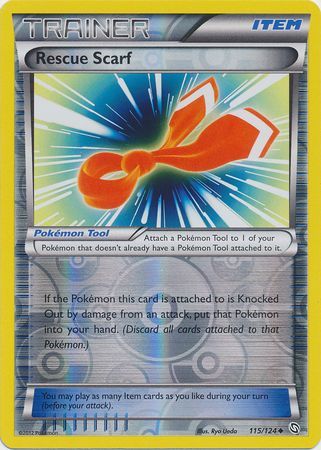 TRAINER
ITEM
Rescue Scarf
Pokémon Tool
Attach a Pokémon Tool to 1 of your
Pokémon that doesn't already have a Pokémon Tool attached to it.
If the Pokémon this card is attached to is Knocked
Out by damage from an attack, put that Pokémon
into your hand. (Discard all cards attached to that
Pokémon.)
You may play as many Item cards as you like during your turn
(before your attack).
©2012 Pokémon
Illus. Ryo Ueda
115/124